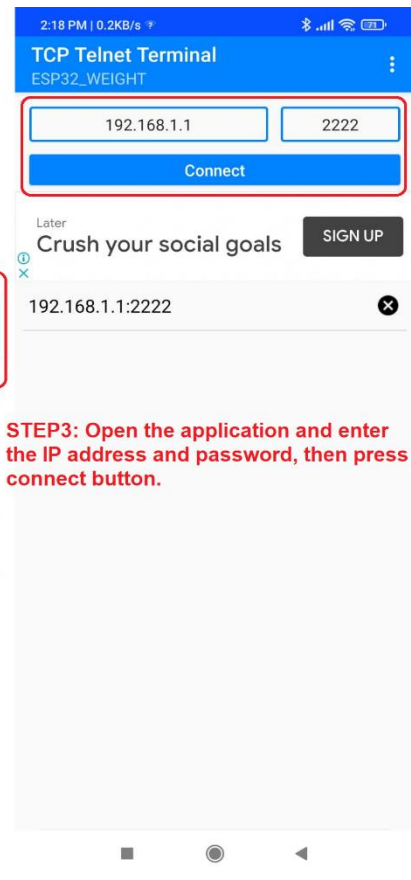 2:18 PM | 0.2KB/s
71
TCP Telnet Terminal
ESP32_WEIGHT
192.168.1.1
2222
Connect
Later
Crush your social goals
SIGN UP
192.168.1.1:2222
STEP3: Open the application and enter
the IP address and password, then press
connect button.